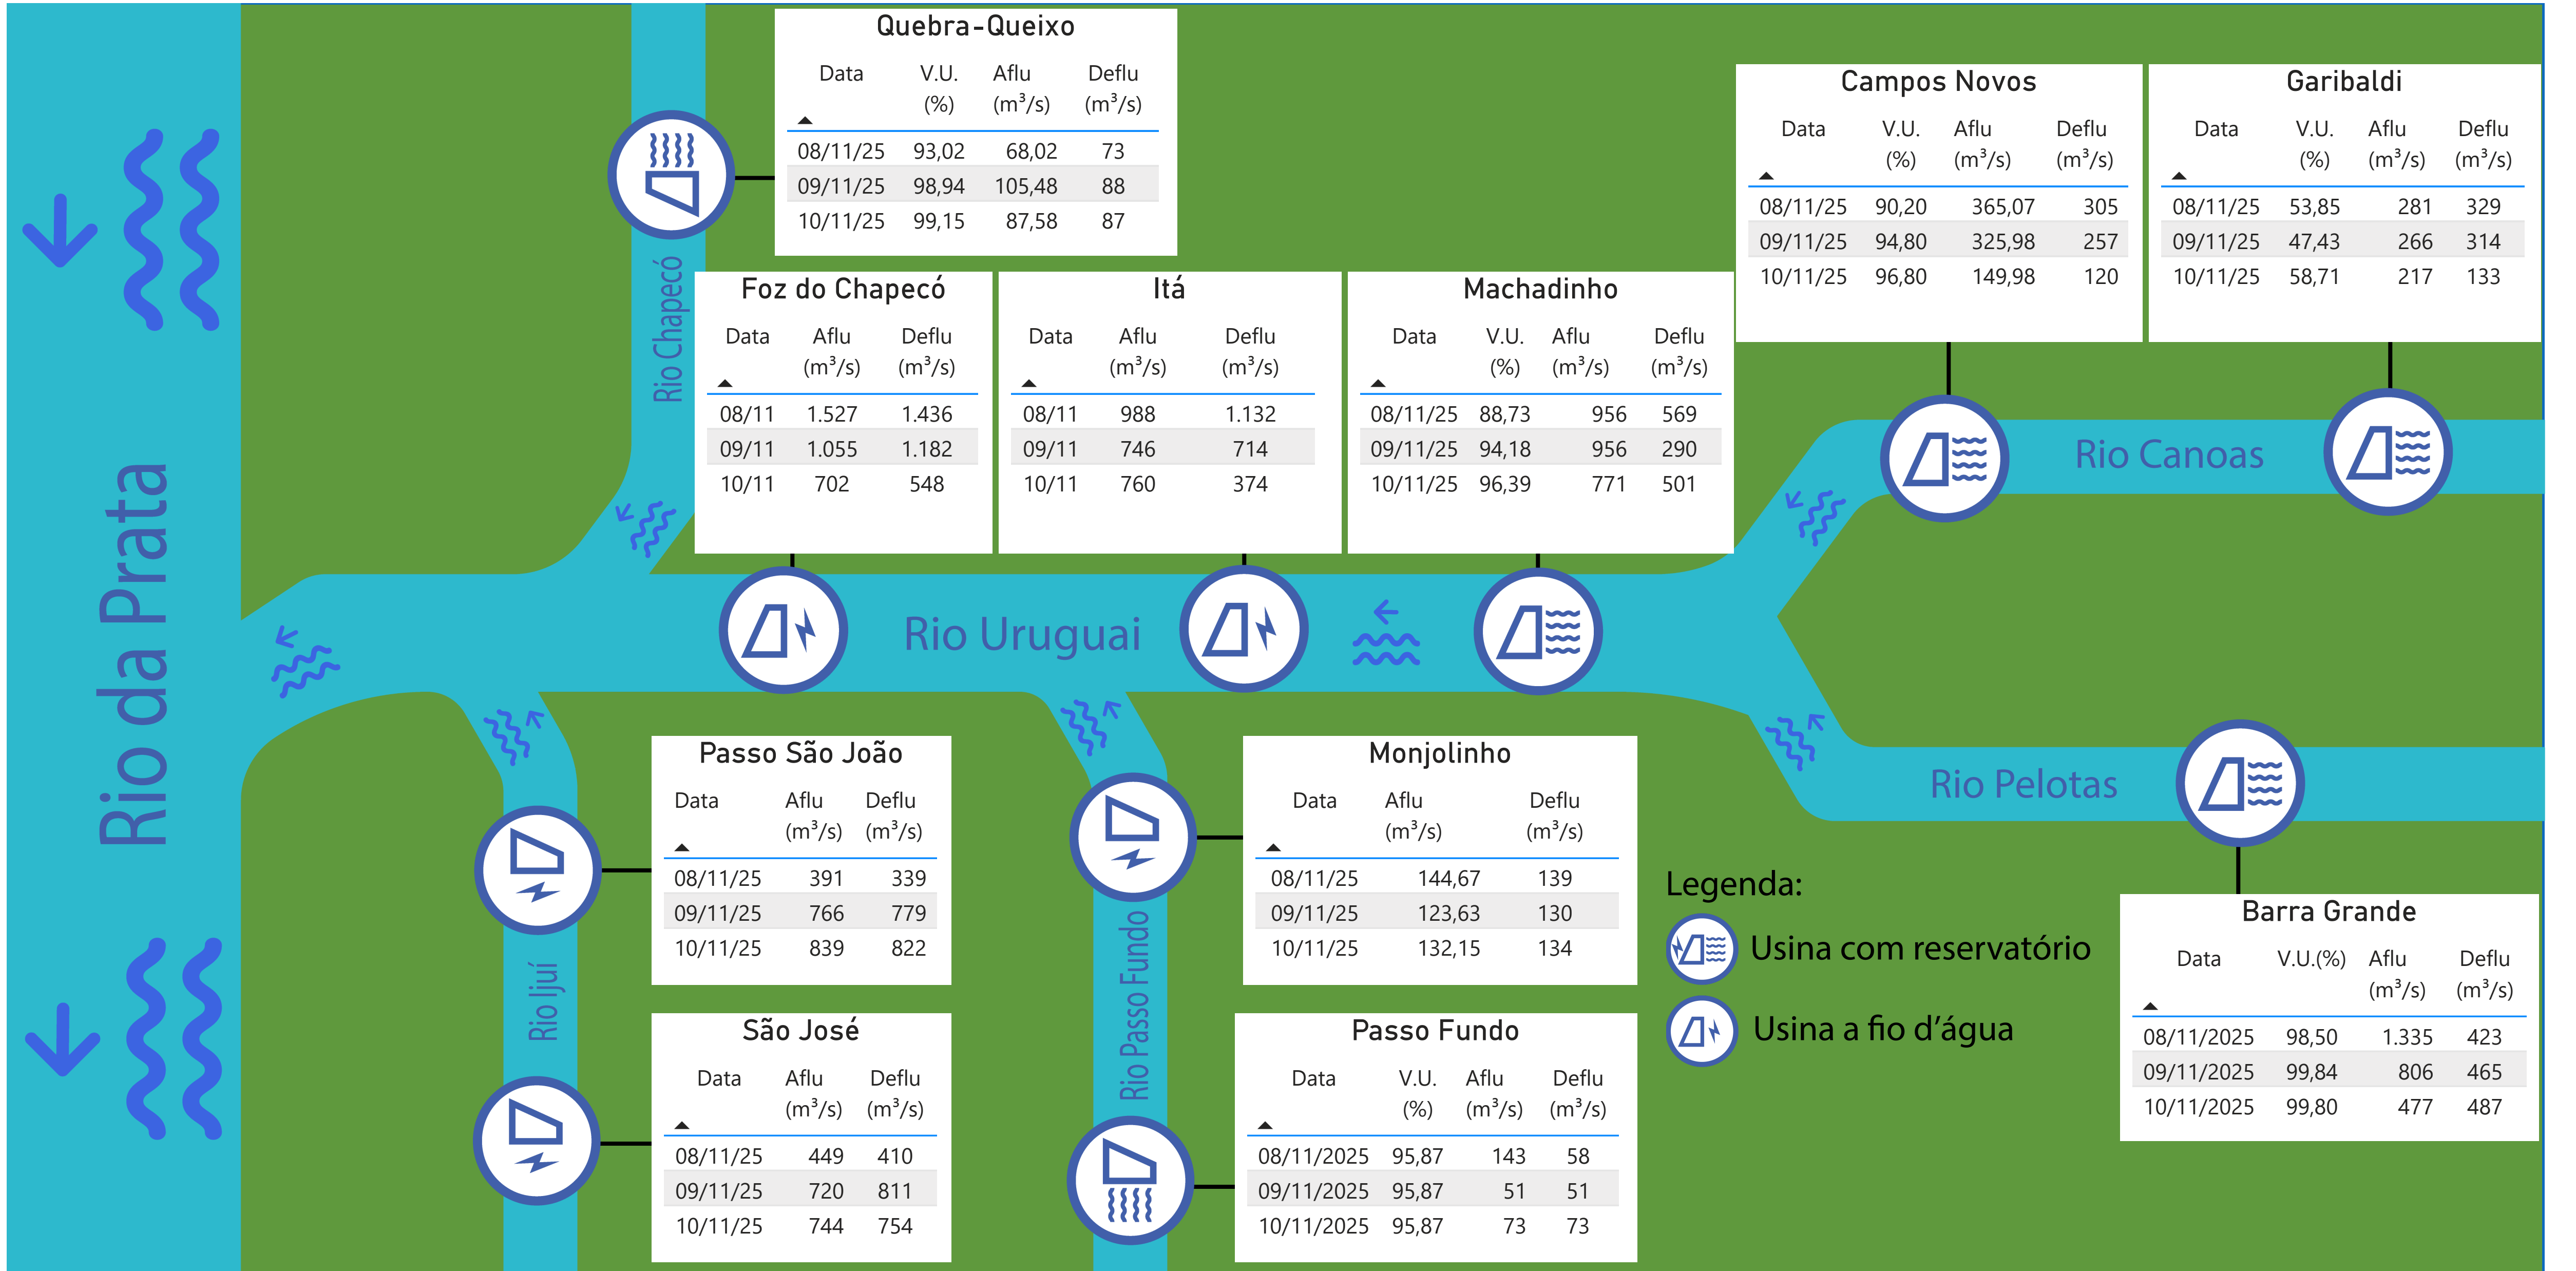 Quebra-Queixo
Data V.U. (%) Aflu (m³/s) Deflu (m³/s)
08/11/25 93,02 68,02 73
09/11/25 98,94 105,48 88
10/11/25 99,15 87,58 87
Campos Novos
Data V.U. (%) Aflu (m³/s) Deflu (m³/s)
08/11/25 90,20 365,07 305
09/11/25 94,80 325,98 257
10/11/25 96,80 149,98 120
Garibaldi
Data V.U. (%) Aflu (m³/s) Deflu (m³/s)
08/11/25 53,85 281 329
09/11/25 47,43 266 314
10/11/25 58,71 217 133
Rio Chapecó
Foz do Chapecó
Data Aflu (m³/s) Deflu (m³/s)
08/11 1.527 1.436
09/11 1.055 1.182
10/11 702 548
Itá
Data Aflu (m³/s) Deflu (m³/s)
08/11 988 1.132
09/11 746 714
10/11 760 374
Machadinho
Data V.U. (%) Aflu (m³/s) Deflu (m³/s)
08/11/25 88,73 956 569
09/11/25 94,18 956 290
10/11/25 96,39 771 501
Rio Canoas
Rio da Prata
Rio Uruguai
Rio Pelotas
Passo São João
Data Aflu (m³/s) Deflu (m³/s)
08/11/25 391 339
09/11/25 766 779
10/11/25 839 822
Monjolinho
Data Aflu (m³/s) Deflu (m³/s)
08/11/25 144,67 139
09/11/25 123,63 130
10/11/25 132,15 134
Rio Ijuí
Rio Passo Fundo
São José
Data Aflu (m³/s) Deflu (m³/s)
08/11/25 449 410
09/11/25 720 811
10/11/25 744 754
Passo Fundo
Data V.U. (%) Aflu (m³/s) Deflu (m³/s)
08/11/2025 95,87 143 58
09/11/2025 95,87 51 51
10/11/2025 95,87 73 73
Legenda:
Usina com reservatório
Usina a fio d’água
Barra Grande
Data V.U.(%) Aflu (m³/s) Deflu (m³/s)
08/11/2025 98,50 1.335 423
09/11/2025 99,84 806 465
10/11/2025 99,80 477 487